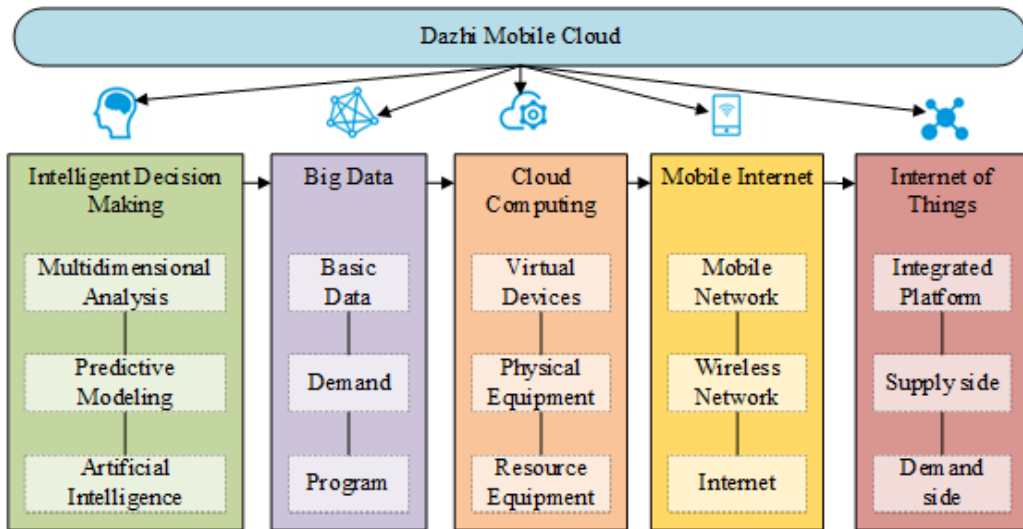 Dazhi Mobile Cloud
Intelligent Decision
Making
Multidimensional
Analysis
Predictive
Modeling
Artificial
Intelligence
Big Data
Basic
Data
Demand
Program
Cloud
Computing
Virtual
Devices
Physical
Equipment
Resource
Equipment
Mobile Internet
Mobile
Network
Wireless
Network
Internet
Internet of
Things
Integrated
Platform
Supply side
Demand
side